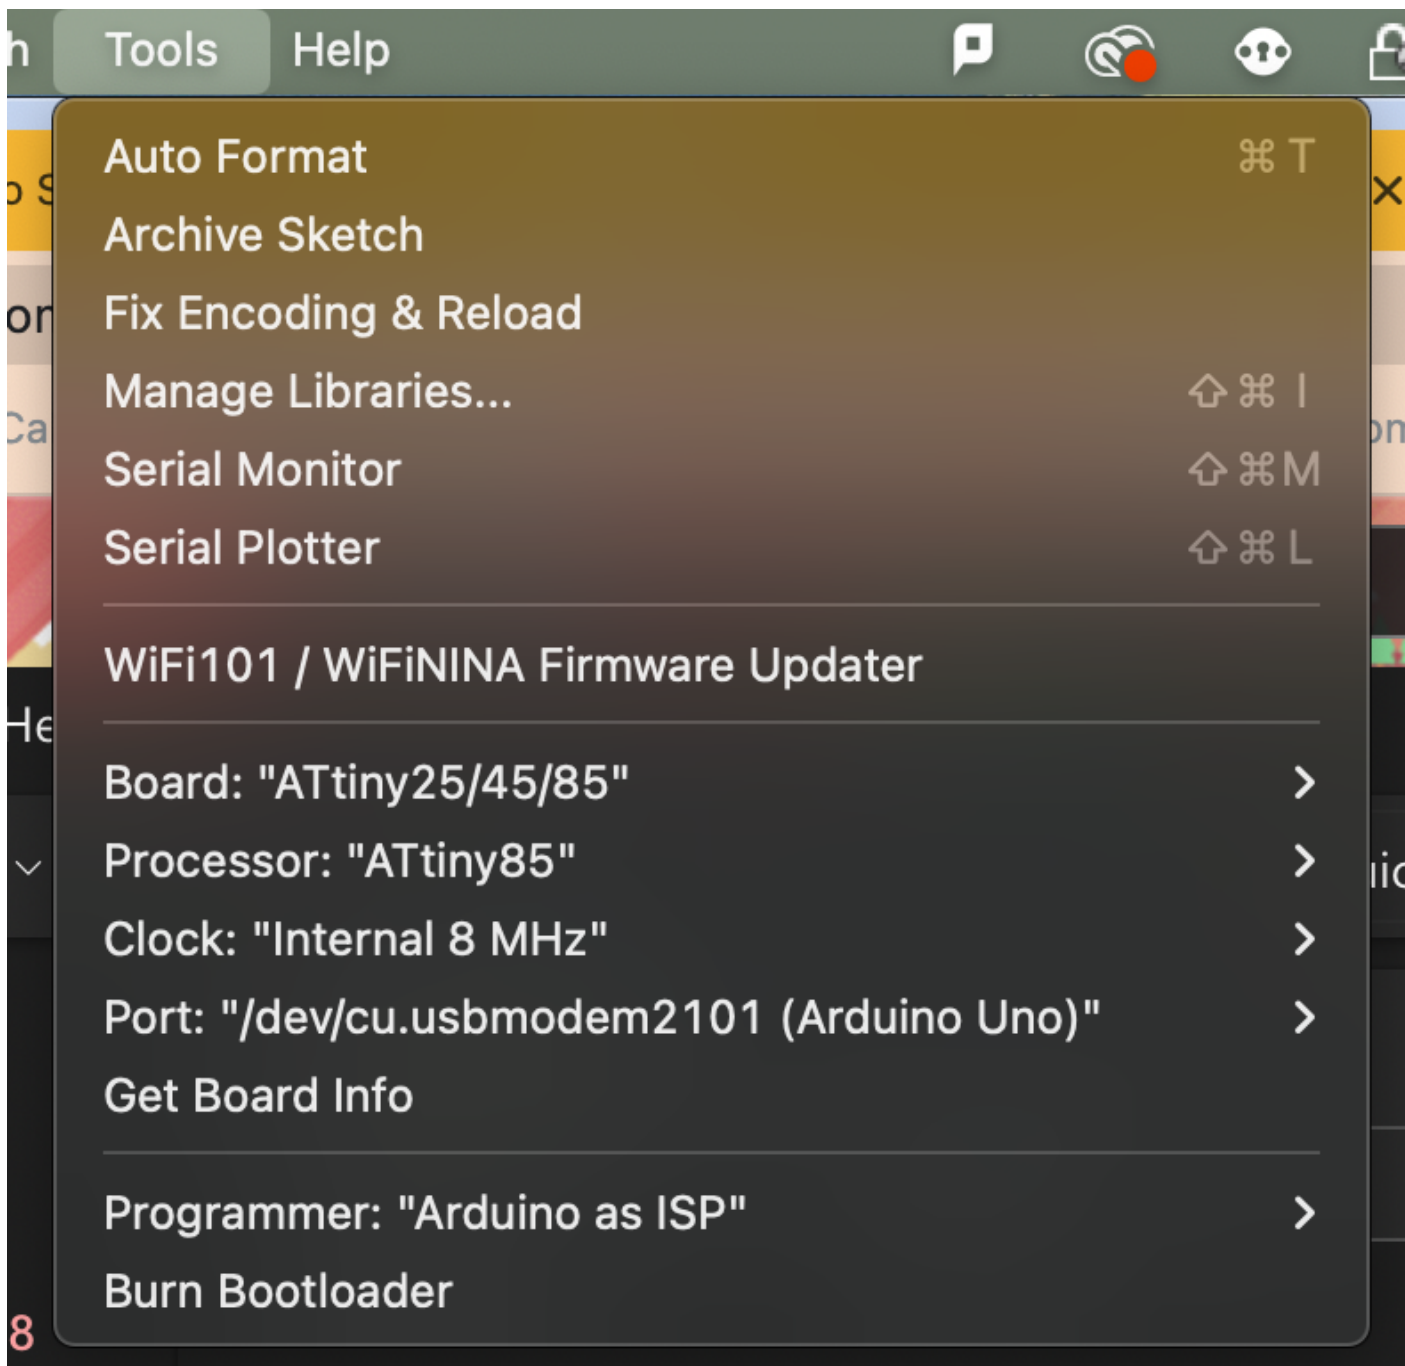 Tools Help
Auto Format ⌘ T
Archive Sketch
Fix Encoding & Reload
Manage Libraries... ⇧ ⌘ I
Serial Monitor ⇧ ⌘ M
Serial Plotter ⇧ ⌘ L
WiFi101 / WiFiNINA Firmware Updater
Board: "ATtiny25/45/85"
Processor: "ATtiny85"
Clock: "Internal 8 MHz"
Port: "/dev/cu.usbmodem2101 (Arduino Uno)"
Get Board Info
Programmer: "Arduino as ISP"
Burn Bootloader
8